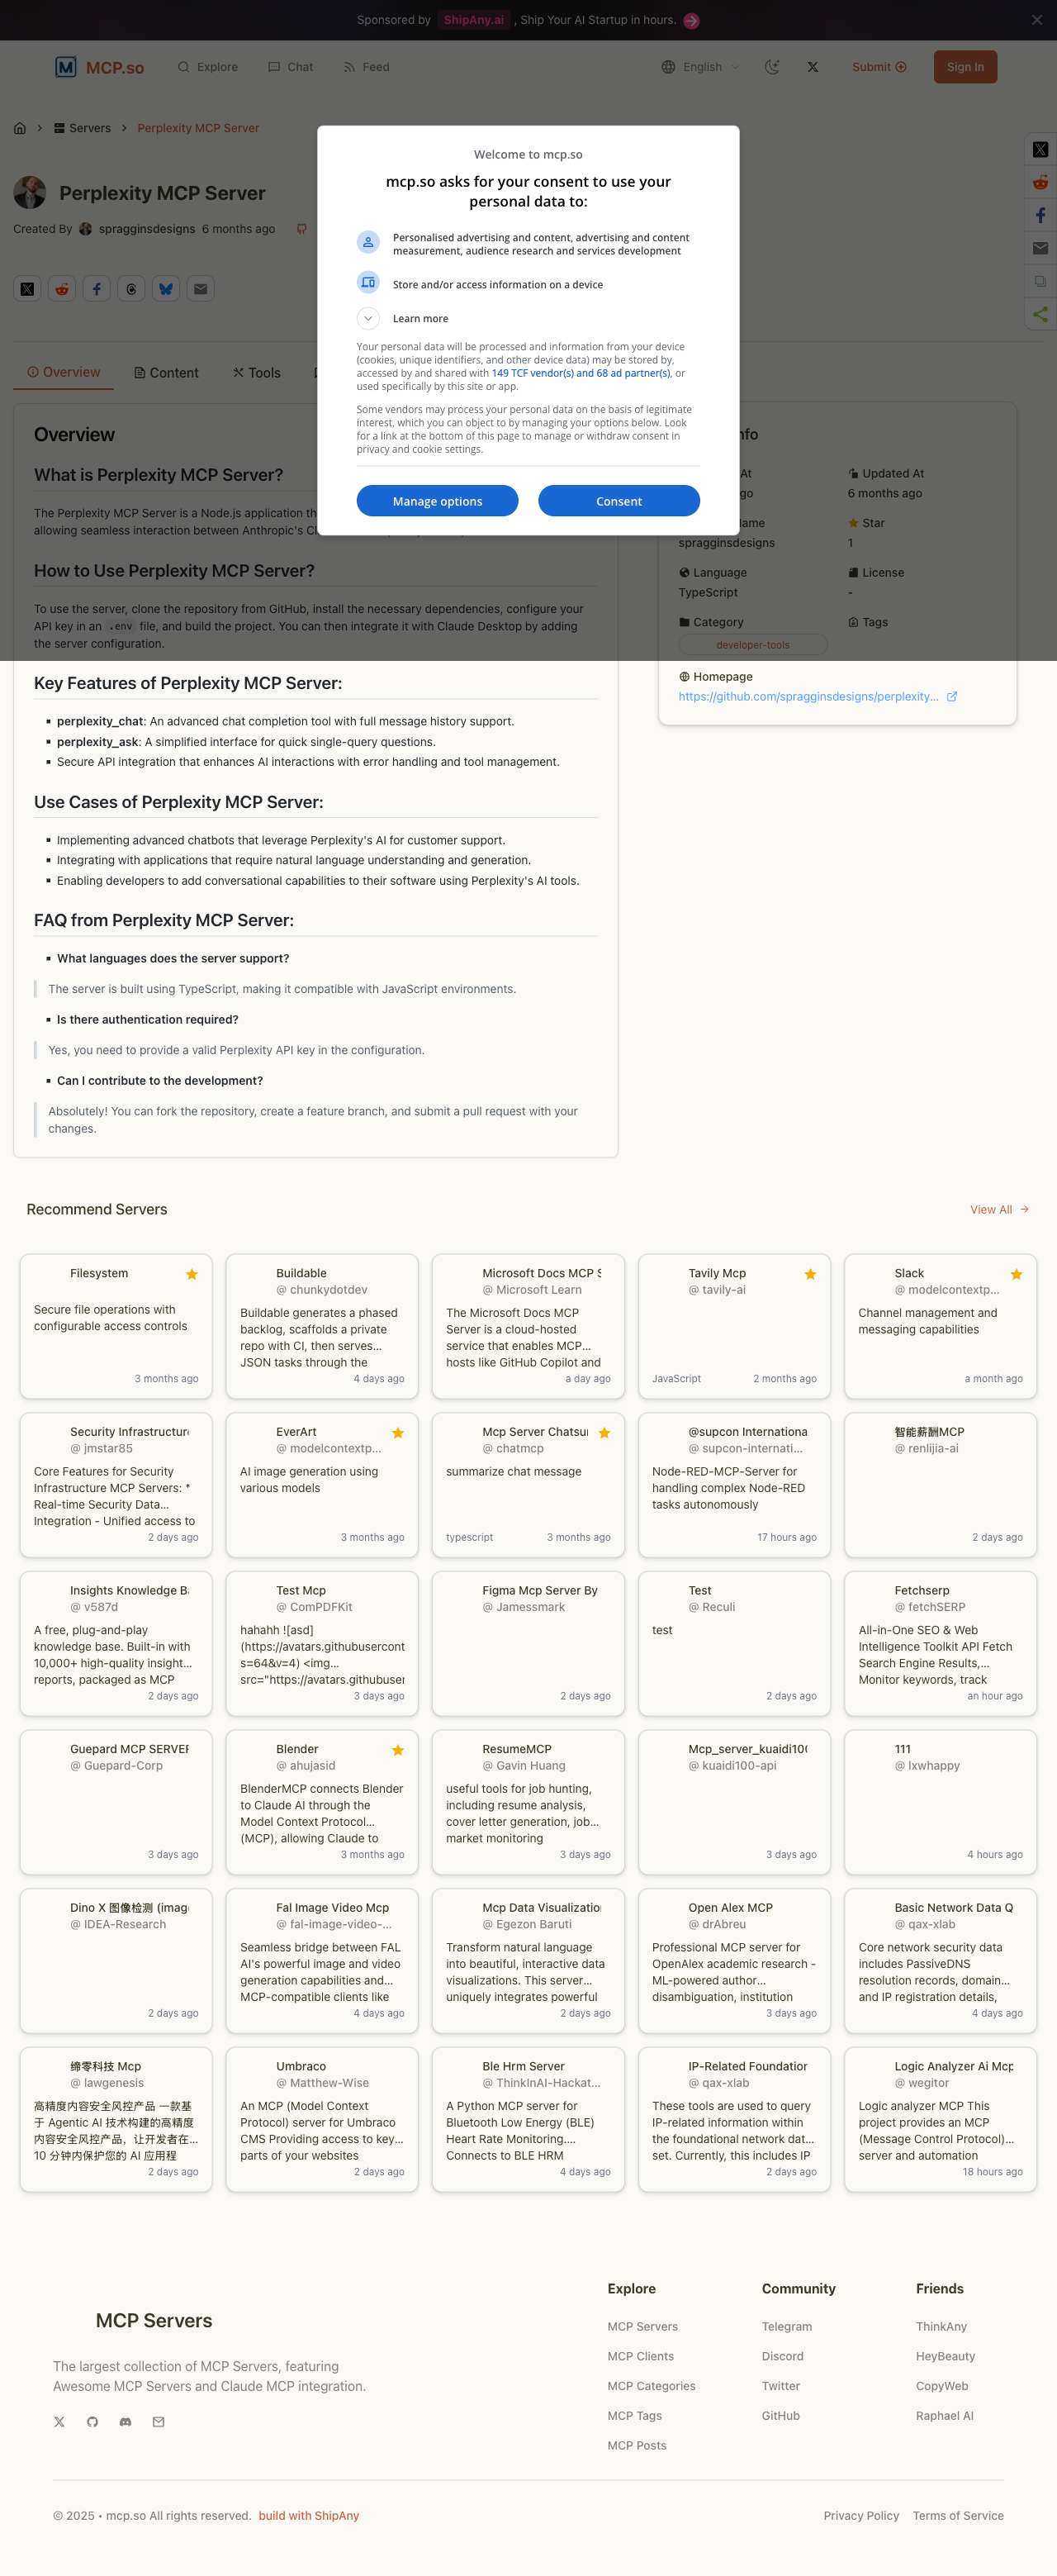 Sponsored by ShipAny.ai , Ship Your AI Startup in hours.
MCP.so
Explore
Chat
Feed
English
Submit
Sign In
Servers
Perplexity MCP Server
Perplexity MCP Server
Created By spragginsdesigns 6 months ago
Welcome to mcp.so
mcp.so asks for your consent to use your
personal data to:
Personalised advertising and content, advertising and content
measurement, audience research and services development
Store and/or access information on a device
Learn more
Your personal data will be processed and information from your device
(cookies, unique identifiers, and other device data) may be stored by,
accessed by and shared with 149 TCF vendor(s) and 68 ad partner(s), or
used specifically by this site or app.
Some vendors may process your personal data on the basis of legitimate
interest, which you can object to by managing your options below. Look
for a link at the bottom of this page to manage or withdraw consent in
privacy and cookie settings.
Manage options
Consent
Overview
Content
Tools
Overview
What is Perplexity MCP Server?
The Perplexity MCP Server is a Node.js application
allowing seamless interaction between Anthropic's
How to Use Perplexity MCP Server?
To use the server, clone the repository from GitHub, install the necessary dependencies, configure your
API key in an .env file, and build the project. You can then integrate it with Claude Desktop by adding
the server configuration.
Key Features of Perplexity MCP Server:
perplexity_chat: An advanced chat completion tool with full message history support.
perplexity_ask: A simplified interface for quick single-query questions.
Secure API integration that enhances AI interactions with error handling and tool management.
Use Cases of Perplexity MCP Server:
Implementing advanced chatbots that leverage Perplexity's AI for customer support.
Integrating with applications that require natural language understanding and generation.
Enabling developers to add conversational capabilities to their software using Perplexity's AI tools.
FAQ from Perplexity MCP Server:
What languages does the server support?
The server is built using TypeScript, making it compatible with JavaScript environments.
Is there authentication required?
Yes, you need to provide a valid Perplexity API key in the configuration.
Can I contribute to the development?
Absolutely! You can fork the repository, create a feature branch, and submit a pull request with your
changes.
Updated At
6 months ago
spragginsdesigns
Star
1
Language
TypeScript
License
-
Category
developer-tools
Tags
Homepage
https://github.com/spragginsdesigns/perplexity...
Recommend Servers
View All
Filesystem
Secure file operations with
configurable access controls
3 months ago
Buildable
@ chunkydotdev
Buildable generates a phased
backlog, scaffolds a private
repo with CI, then serves...
JSON tasks through the
4 days ago
Microsoft Docs MCP S
@ Microsoft Learn
The Microsoft Docs MCP
Server is a cloud-hosted
service that enables MCP...
hosts like GitHub Copilot and
a day ago
Tavily Mcp
@ tavily-ai
JavaScript
2 months ago
Slack
@ modelcontextp...
Channel management and
messaging capabilities
a month ago
Security Infrastructure
@ jmstar85
Core Features for Security
Infrastructure MCP Servers: *
Real-time Security Data...
Integration - Unified access to
2 days ago
EverArt
@ modelcontextp...
AI image generation using
various models
3 months ago
Mcp Server Chatsum
@ chatmcp
summarize chat message
typescript
3 months ago
@supcon Internationa
@ supcon-internati...
Node-RED-MCP-Server for
handling complex Node-RED
tasks autonomously
17 hours ago
智能薪酬MCP
@ renlijia-ai
2 days ago
Insights Knowledge Ba
@ v587d
A free, plug-and-play
knowledge base. Built-in with
10,000+ high-quality insight...
reports, packaged as MCP
2 days ago
Test Mcp
@ ComPDFKit
hahahh ![asd]
(https://avatars.githubusercont
s=64&v=4) <img...
src="https://avatars.githubuser
3 days ago
Figma Mcp Server By
@ Jamessmark
2 days ago
Test
@ Reculi
test
2 days ago
Fetchserp
@ fetchSERP
All-in-One SEO & Web
Intelligence Toolkit API Fetch
Search Engine Results,...
Monitor keywords, track
an hour ago
Guepard MCP SERVER
@ Guepard-Corp
3 days ago
Blender
@ ahujasid
BlenderMCP connects Blender
to Claude AI through the
Model Context Protocol...
(MCP), allowing Claude to
3 months ago
ResumeMCP
@ Gavin Huang
useful tools for job hunting,
including resume analysis,
cover letter generation, job...
market monitoring
3 days ago
Mcp_server_kuaidi100
@ kuaidi100-api
3 days ago
111
@ lxwhappy
4 hours ago
Dino X 图像检测 (image
@ IDEA-Research
2 days ago
Fal Image Video Mcp
@ fal-image-video-...
Seamless bridge between FAL
AI's powerful image and video
generation capabilities and...
MCP-compatible clients like
4 days ago
Mcp Data Visualization
@ Egezon Baruti
Transform natural language
into beautiful, interactive data
visualizations. This server...
uniquely integrates powerful
2 days ago
Open Alex MCP
@ drAbreu
Professional MCP server for
OpenAlex academic research -
ML-powered author...
disambiguation, institution
3 days ago
Basic Network Data Q
@ qax-xlab
Core network security data
includes PassiveDNS
resolution records, domain...
and IP registration details,
4 days ago
缔零科技 Mcp
@ lawgenesis
高精度内容安全风控产品 一款基
于 Agentic AI 技术构建的高精度
内容安全风控产品，让开发者在...
10 分钟内保护您的 AI 应用程
2 days ago
Umbraco
@ Matthew-Wise
An MCP (Model Context
Protocol) server for Umbraco
CMS Providing access to key...
parts of your websites
2 days ago
Ble Hrm Server
@ ThinkInAI-Hackat...
A Python MCP server for
Bluetooth Low Energy (BLE)
Heart Rate Monitoring....
Connects to BLE HRM
4 days ago
IP-Related Foundation
@ qax-xlab
These tools are used to query
IP-related information within
the foundational network dat...
set. Currently, this includes IP
2 days ago
Logic Analyzer Ai Mcp
@ wegitor
Logic analyzer MCP This
project provides an MCP
(Message Control Protocol)...
server and automation
18 hours ago
MCP Servers
The largest collection of MCP Servers, featuring
Awesome MCP Servers and Claude MCP integration.
Explore
MCP Servers
MCP Clients
MCP Categories
MCP Tags
MCP Posts
Community
Telegram
Discord
Twitter
GitHub
Friends
ThinkAny
HeyBeauty
CopyWeb
Raphael AI
© 2025 • mcp.so All rights reserved. build with ShipAny
Privacy Policy
Terms of Service